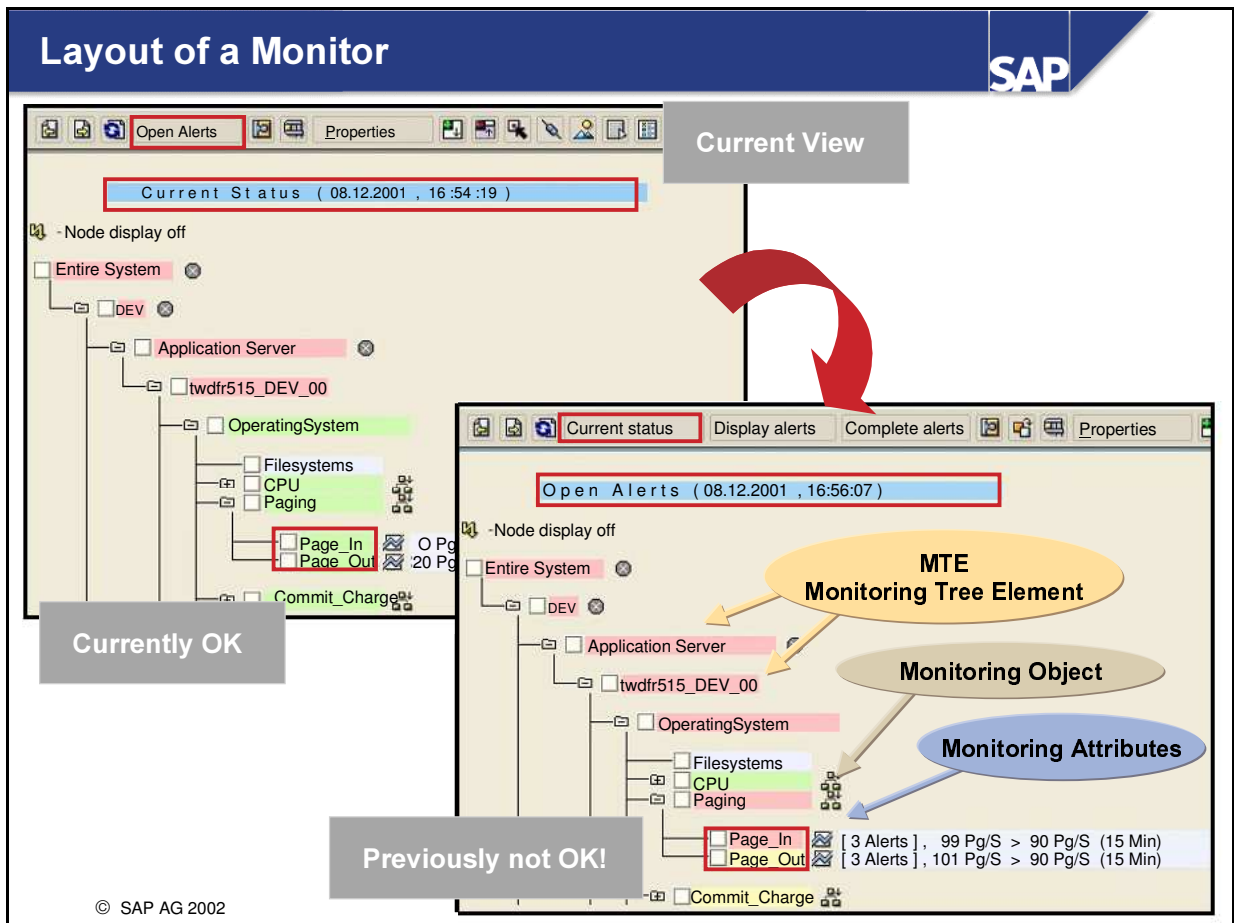 Layout of a Monitor
SAP
Open Alerts
Properties
Current View
Current Status ( 08.12.2001 , 16:54:19 )
-Node display off
Entire System
DEV
Application Server
twdfr515_DEV_00
OperatingSystem
Filesystems
CPU
Paging
Page_In O Pg
Page_Out 20 Pg
Commit_Charge
Currently OK
Current status Display alerts Complete alerts Properties
Open Alerts ( 08.12.2001 , 16:56:07 )
-Node display off
Entire System
DEV
Application Server
twdfr515_DEV_00
OperatingSystem
Filesystems
CPU
Paging
Page_In [ 3 Alerts ] , 99 Pg/S > 90 Pg/S (15 Min)
Page_Out [ 3 Alerts ] , 101 Pg/S > 90 Pg/S (15 Min)
Commit_Charge
MTE
Monitoring Tree Element
Monitoring Object
Monitoring Attributes
Previously not OK!
© SAP AG 2002